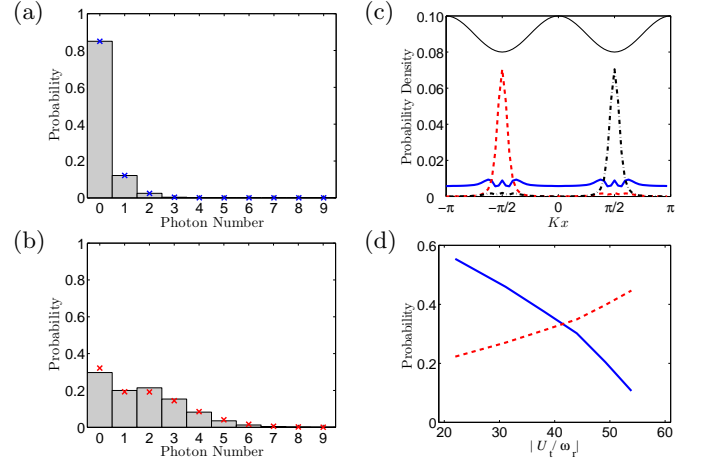 (a)
1
0.8
0.6
0.4
0.2
0
Probability
0 1 2 3 4 5 6 7 8 9
Photon Number
(b)
1
0.8
0.6
0.4
0.2
0
Probability
0 1 2 3 4 5 6 7 8 9
Photon Number
(c)
0.10
0.08
0.06
0.04
0.02
0
Probability Density
−π −π/2 0 π/2 π
Kx
(d)
0.6
0.4
0.2
0
Probability
20 30 40 50 60
| U_t / ω_r |